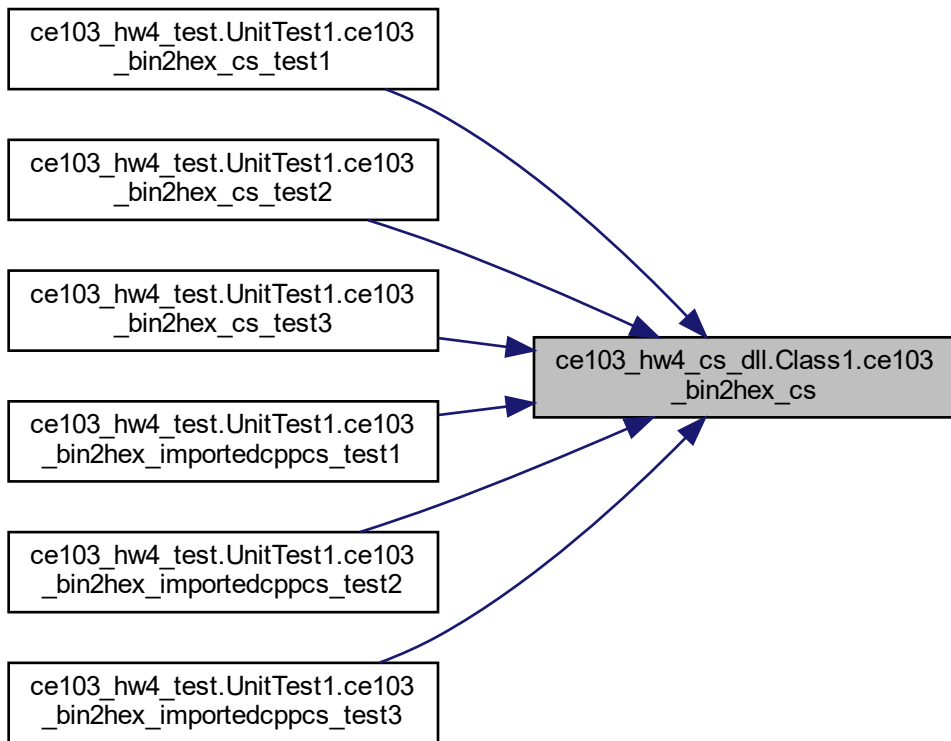 ce103_hw4_test.UnitTest1.ce103
_bin2hex_cs_test1
ce103_hw4_test.UnitTest1.ce103
_bin2hex_cs_test2
ce103_hw4_test.UnitTest1.ce103
_bin2hex_cs_test3
ce103_hw4_cs_dll.Class1.ce103
_bin2hex_cs
ce103_hw4_test.UnitTest1.ce103
_bin2hex_importedcppcs_test1
ce103_hw4_test.UnitTest1.ce103
_bin2hex_importedcppcs_test2
ce103_hw4_test.UnitTest1.ce103
_bin2hex_importedcppcs_test3